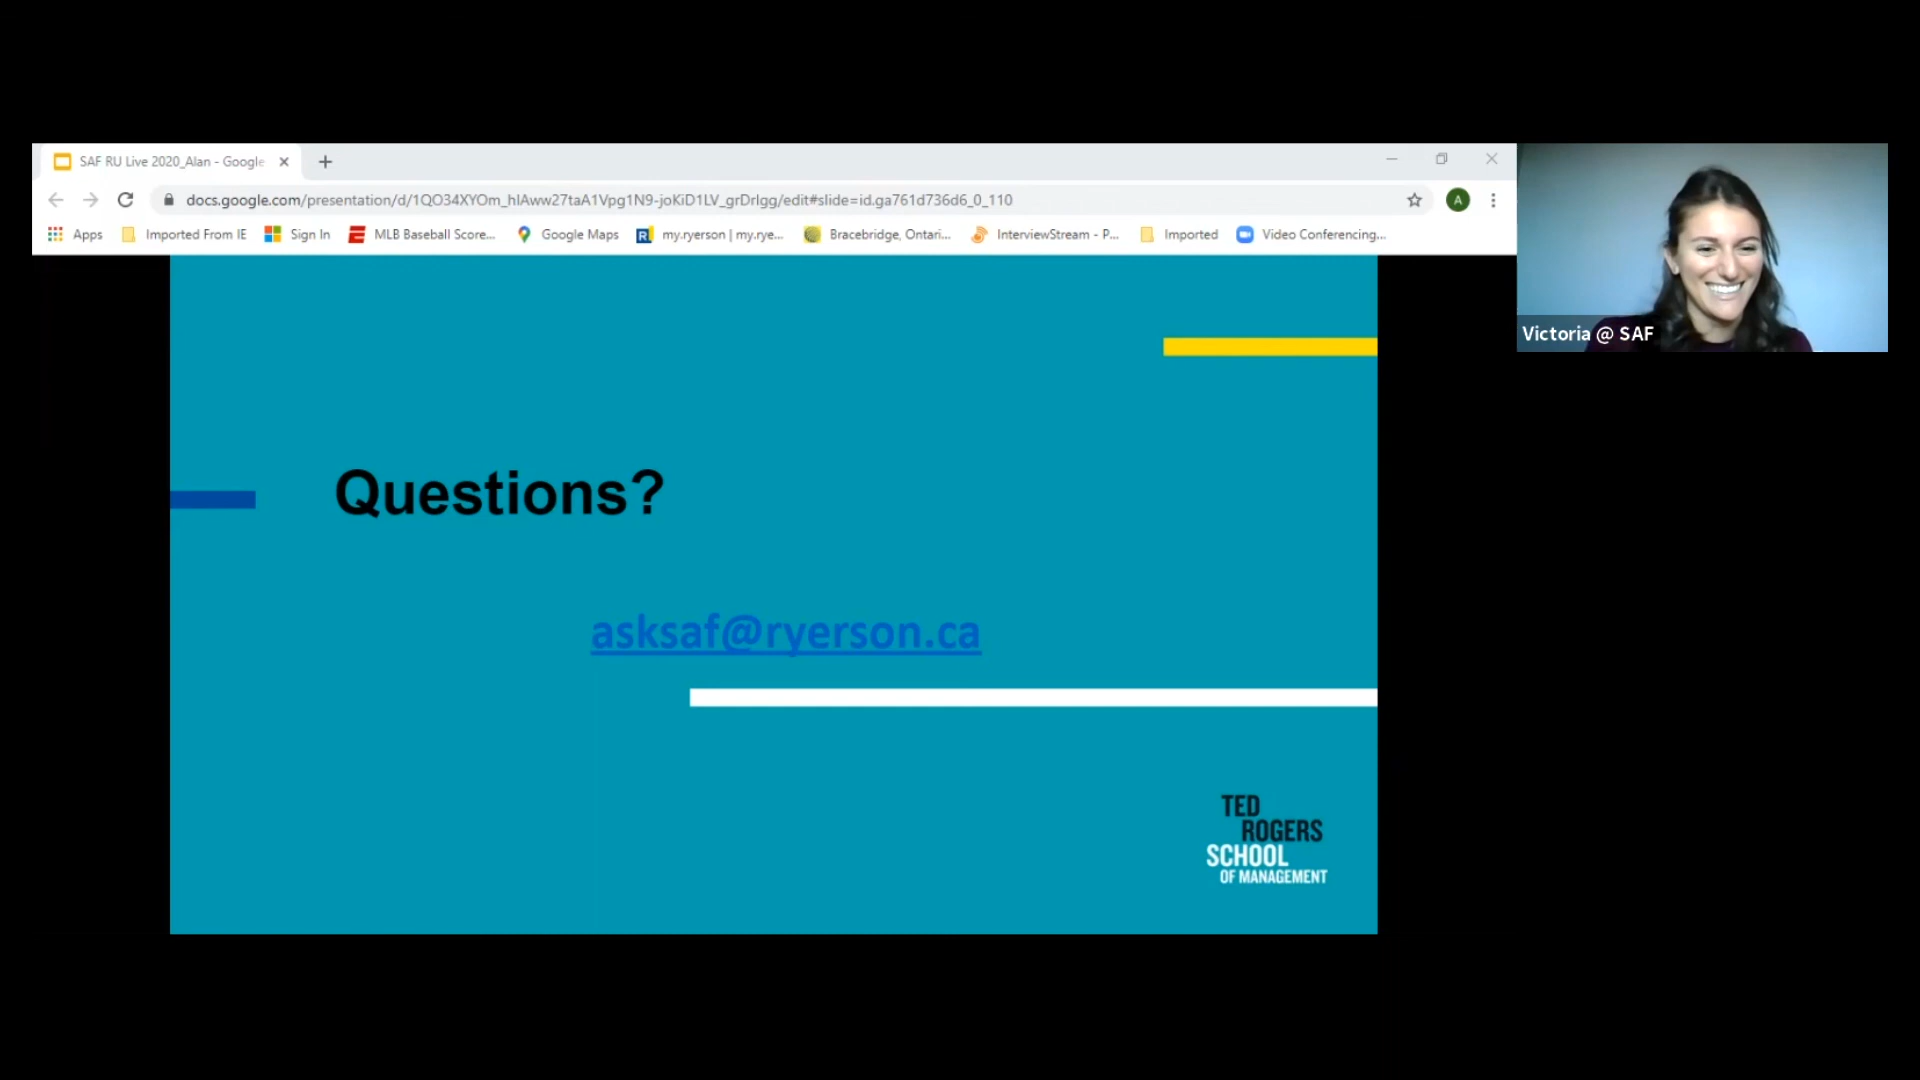 SAF RU Live 2020_Alan - Google
docs.google.com/presentation/d/1QO34XYOm_hIAww27taA1Vpg1N9-joKiD1LV_grDrIgg/edit#slide=id.ga761d736d6_0_110
A
Apps
Imported From IE
Sign In
MLB Baseball Score...
Google Maps
my.ryerson | my.rye...
Bracebridge, Ontari...
InterviewStream - P...
Imported
Video Conferencing...
Victoria @ SAF
Questions?
asksaf@ryerson.ca
TED
ROGERS
SCHOOL
OF MANAGEMENT